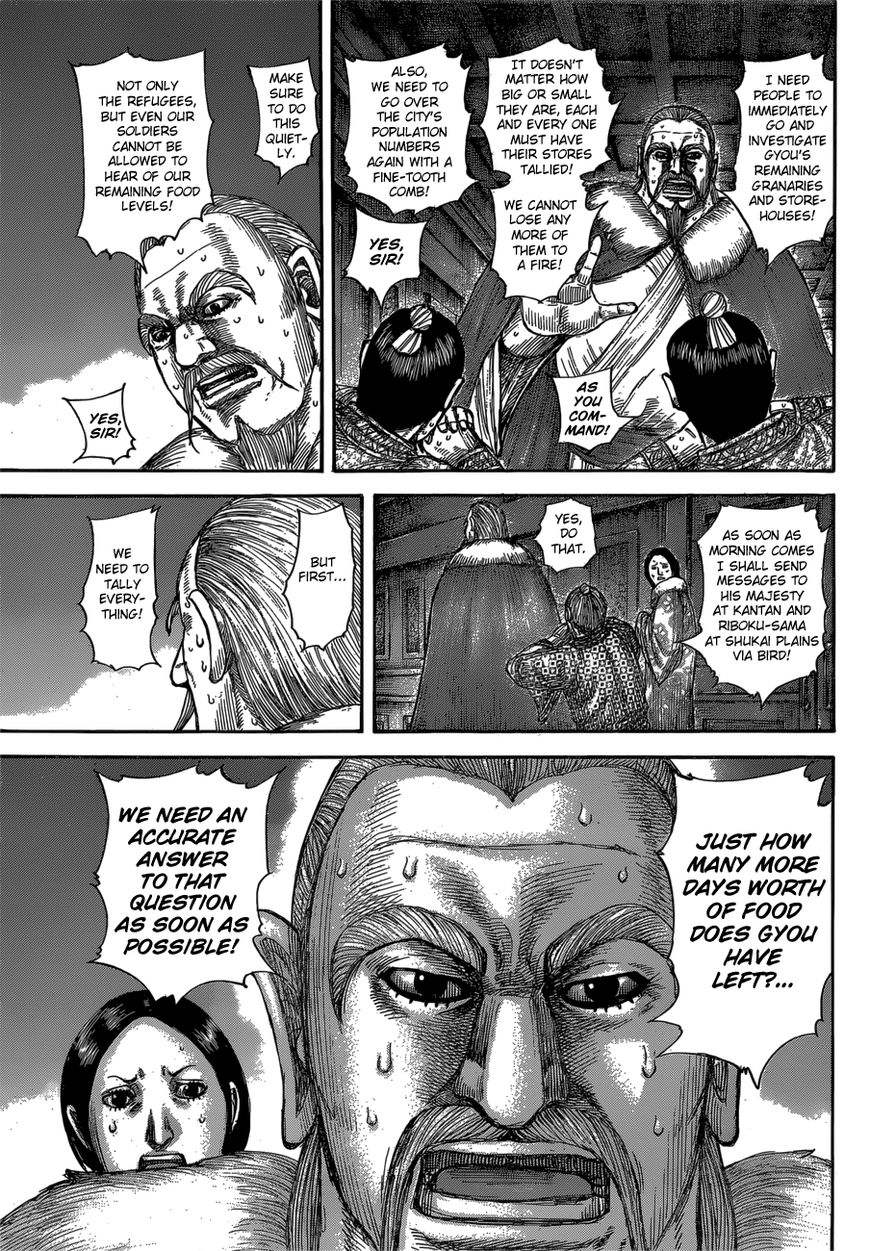 I NEED
PEOPLE TO
IMMEDIATELY
GO AND
INVESTIGATE
GYOU'S
REMAINING
GRANARIES
AND STORE-
HOUSES!
IT DOESN'T
MATTER HOW
BIG OR SMALL
THEY ARE, EACH
AND EVERY ONE
MUST HAVE
THEIR STORES
TALLIED!
WE CANNOT
LOSE ANY
MORE OF
THEM TO
A FIRE!
AS
YOU
COM-
MAND!
ALSO,
WE NEED TO
GO OVER
THE CITY'S
POPULATION
NUMBERS
AGAIN WITH A
FINE-TOOTH
COMB!
YES,
SIR!
MAKE
SURE
TO DO
THIS
QUIET-
LY.
NOT ONLY
THE REFUGEES,
BUT EVEN OUR
SOLDIERS
CANNOT BE
ALLOWED TO
HEAR OF OUR
REMAINING FOOD
LEVELS!
YES,
SIR!
AS SOON AS
MORNING COMES
I SHALL SEND
MESSAGES TO
HIS MAJESTY
AT KANTAN AND
RIBOKU-SAMA
AT SHUKAI PLAINS
VIA BIRD!
YES,
DO
THAT.
BUT
FIRST...
WE
NEED TO
TALLY
EVERY-
THING!
JUST HOW
MANY MORE
DAYS WORTH
OF FOOD
DOES GYOU
HAVE
LEFT?...
WE NEED AN
ACCURATE
ANSWER
TO THAT
QUESTION
AS SOON AS
POSSIBLE!